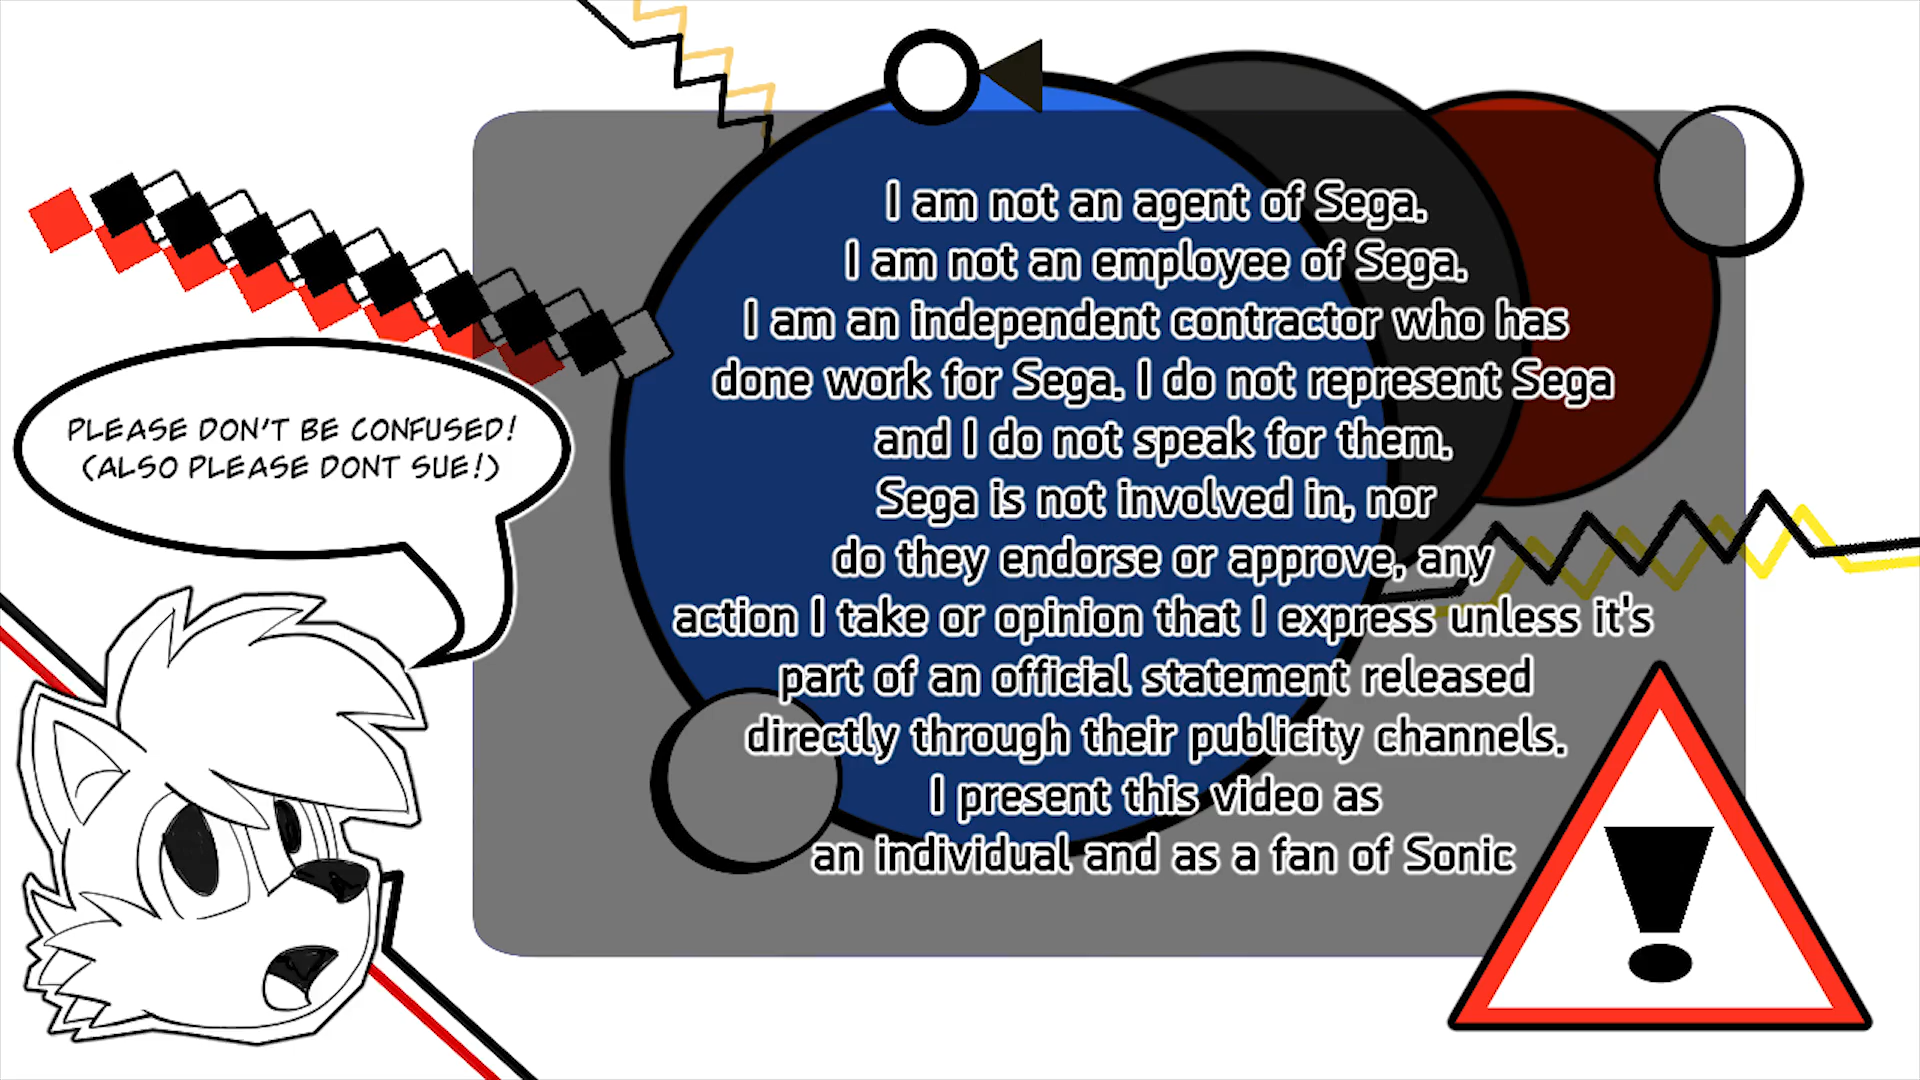 I am not an agent of Sega.
I am not an employee of Sega.
I am an independent contractor who has
done work for Sega. I do not represent Sega
and I do not speak for them.
Sega is not involved in, nor
do they endorse or approve, any
action I take or opinion that I express unless it's
part of an official statement released
directly through their publicity channels.
I present this video as
an individual and as a fan of Sonic
PLEASE DON'T BE CONFUSED!
(ALSO PLEASE DONT SUE!)
!